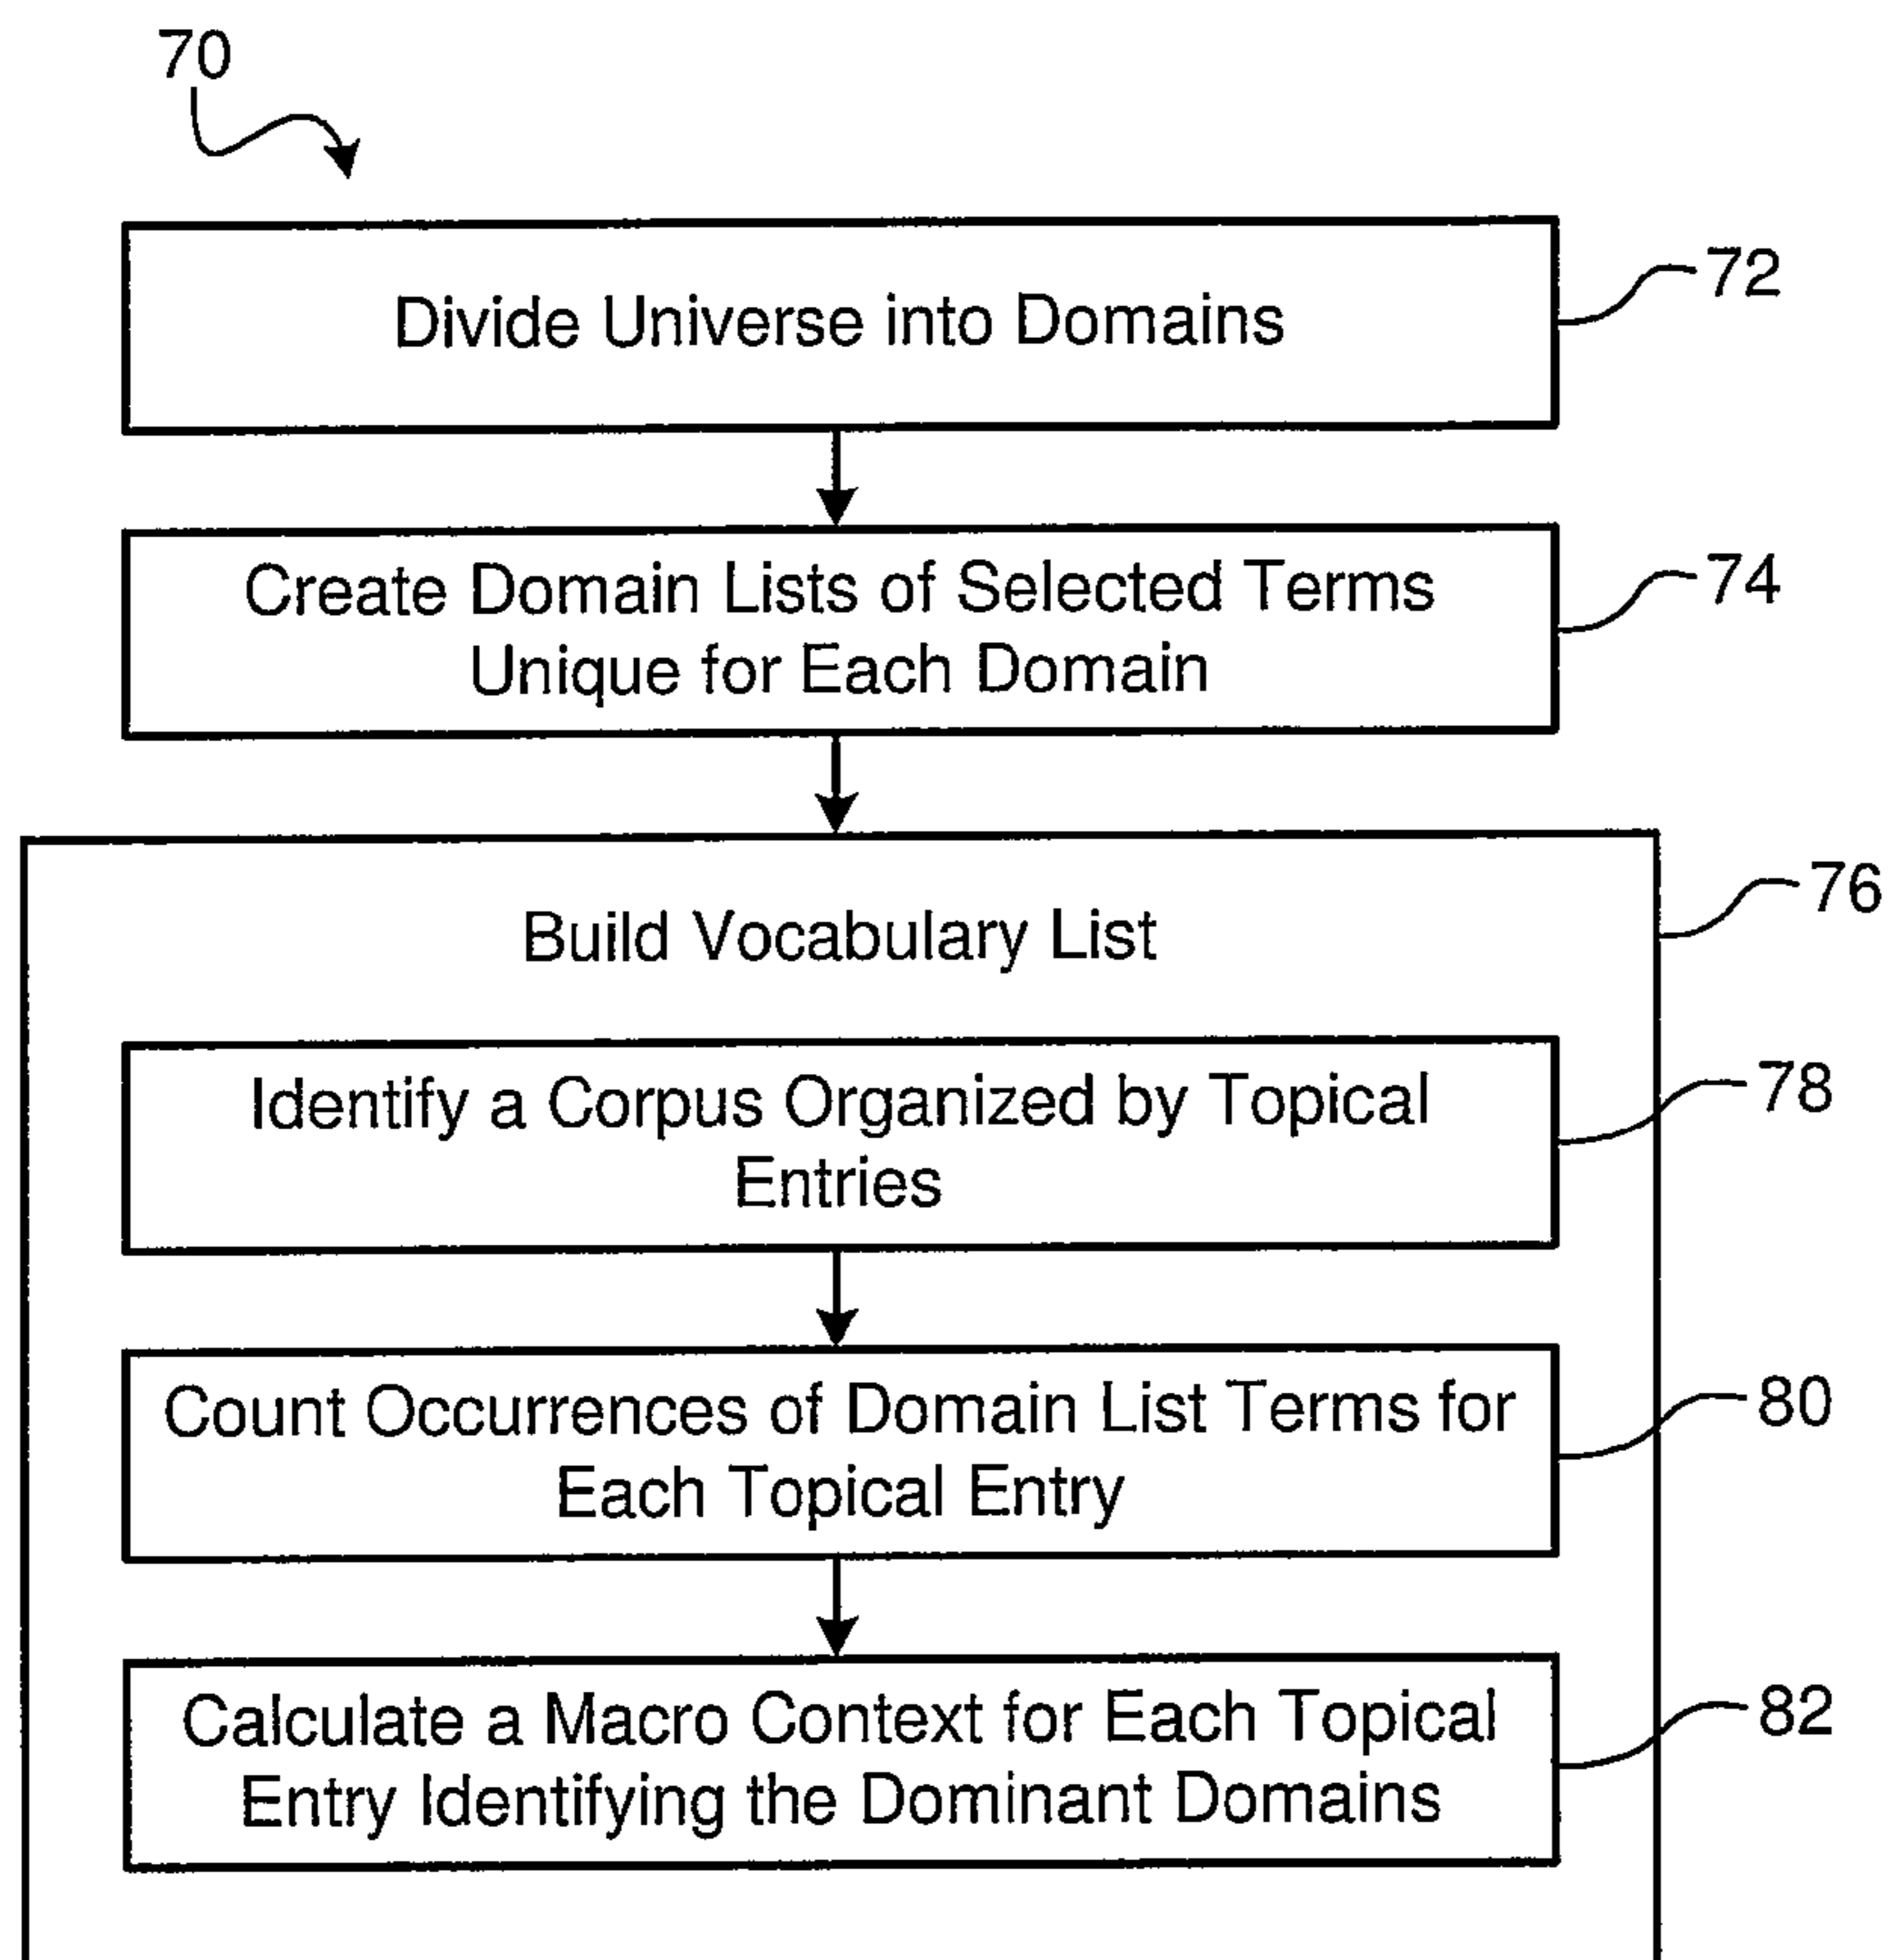 70
Divide Universe into Domains
72
Create Domain Lists of Selected Terms
Unique for Each Domain
74
Build Vocabulary List
76
Identify a Corpus Organized by Topical
Entries
78
Count Occurrences of Domain List Terms for
Each Topical Entry
80
Calculate a Macro Context for Each Topical
Entry Identifying the Dominant Domains
82